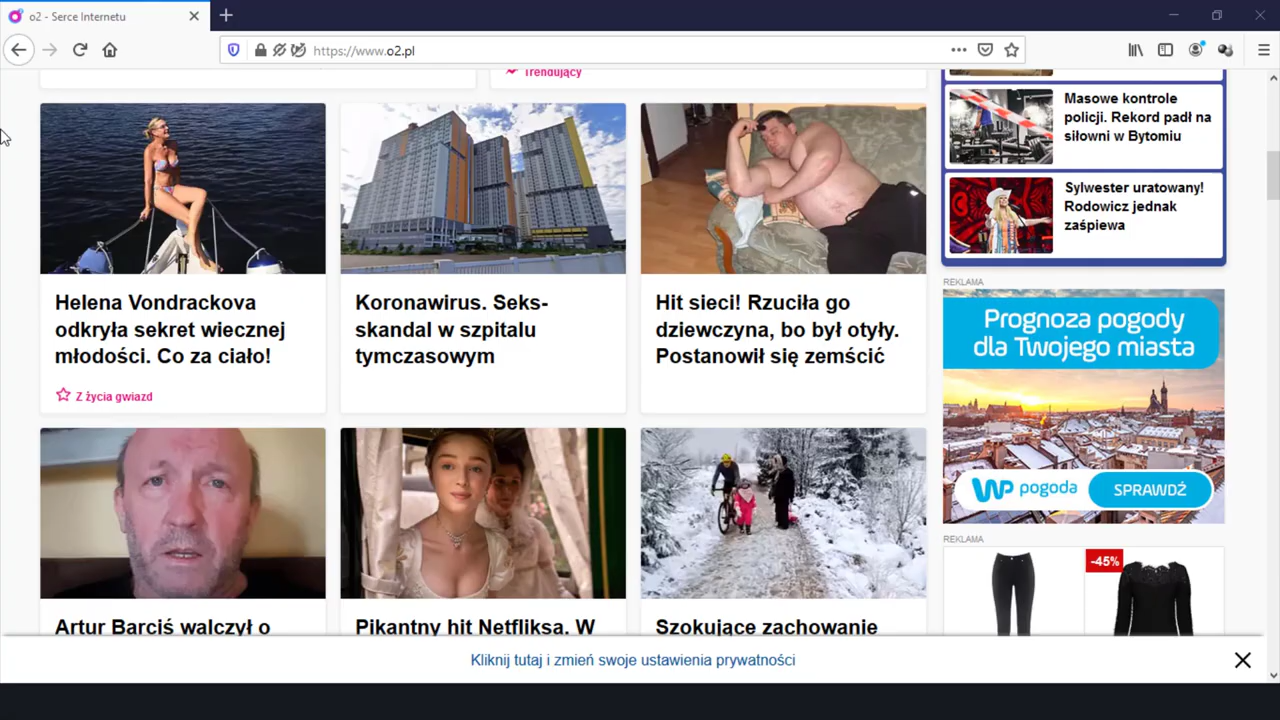 o2 - Serce Internetu
https://www.o2.pl
Trendujący
Helena Vondrackova
odkryła sekret wiecznej
młodości. Co za ciało!
Z życia gwiazd
Koronawirus. Seks-
skandal w szpitalu
tymczasowym
Hit sieci! Rzuciła go
dziewczyna, bo był otyły.
Postanowił się zemścić
Artur Barciś walczył o
Pikantny hit Netfliksa. W
Szokujące zachowanie
Masowe kontrole
policji. Rekord padł na
siłowni w Bytomiu
Sylwester uratowany!
Rodowicz jednak
zaśpiewa
REKLAMA
Prognoza pogody
dla Twojego miasta
WP pogoda
SPRAWDŹ
REKLAMA
-45%
Kliknij tutaj i zmień swoje ustawienia prywatności